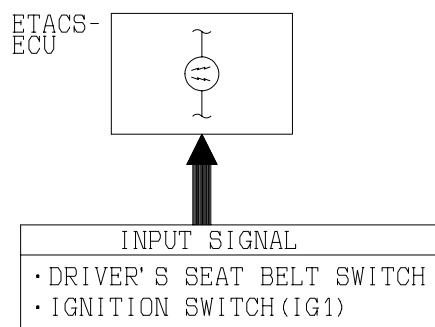 ETACS-
ECU
INPUT SIGNAL
·DRIVER'S SEAT BELT SWITCH
·IGNITION SWITCH(IG1)